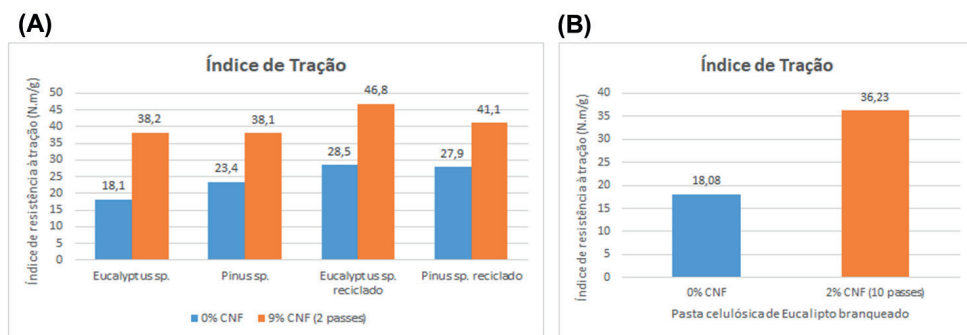 (A)
Índice de Tração
Índice de resistência à tração (N.m/g)
50
45
40
35
30
25
20
15
10
5
0
18,1
38,2
23,4
38,1
28,5
46,8
27,9
41,1
Eucalyptus sp.
Pinus sp.
Eucalyptus sp.
reciclado
Pinus sp. reciclado
0% CNF
9% CNF (2 passes)
(B)
Índice de Tração
Índice de resistência à tração (N.m/g)
40
35
30
25
20
15
10
5
0
18,08
36,23
0% CNF
2% CNF (10 passes)
Pasta celulósica de Eucalipto branqueado